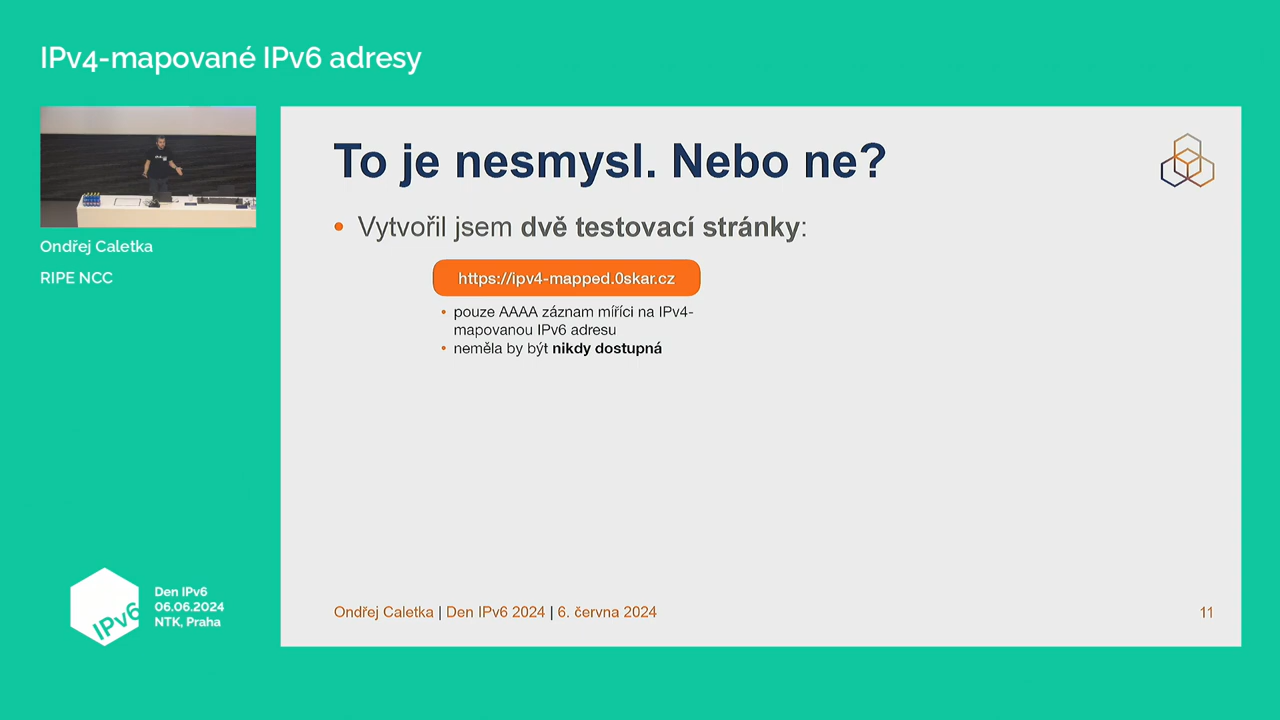 IPv4-mapované IPv6 adresy
Ondřej Caletka
RIPE NCC
To je nesmysl. Nebo ne?
• Vytvořil jsem dvě testovací stránky:
https://ipv4-mapped.0skar.cz
• pouze AAAA záznam míříci na IPv4-
mapovanou IPv6 adresu
• neměla by být nikdy dostupná
Ondřej Caletka | Den IPv6 2024 | 6. června 2024
11
IPv6
Den IPv6
06.06.2024
NTK, Praha